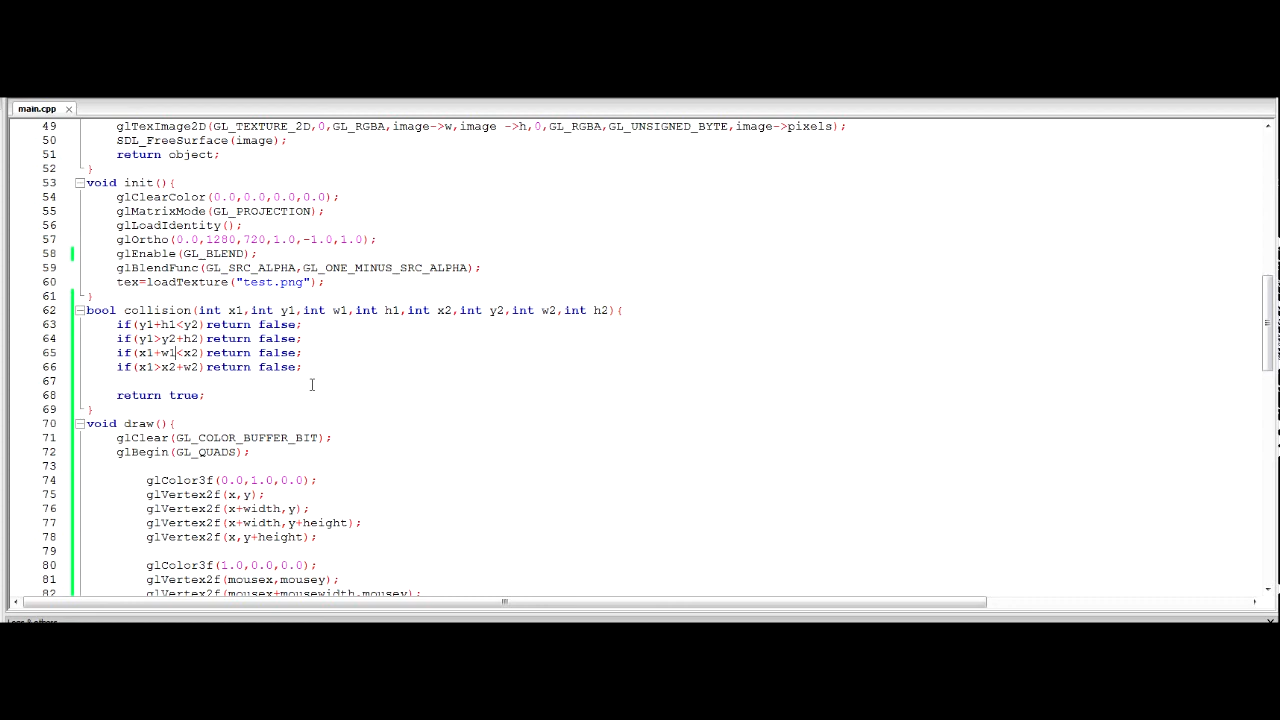 main.cpp
49 glTexImage2D(GL_TEXTURE_2D,0,GL_RGBA,image->w,image ->h,0,GL_RGBA,GL_UNSIGNED_BYTE,image->pixels);
50 SDL_FreeSurface(image);
51 return object;
52 }
53 void init(){
54 glClearColor(0.0,0.0,0.0,0.0);
55 glMatrixMode(GL_PROJECTION);
56 glLoadIdentity();
57 glOrtho(0.0,1280,720,1.0,-1.0,1.0);
58 glEnable(GL_BLEND);
59 glBlendFunc(GL_SRC_ALPHA,GL_ONE_MINUS_SRC_ALPHA);
60 tex=loadTexture("test.png");
61 }
62 bool collision(int x1,int y1,int w1,int h1,int x2,int y2,int w2,int h2){
63 if(y1+h1<y2)return false;
64 if(y1>y2+h2)return false;
65 if(x1+w1<x2)return false;
66 if(x1>x2+w2)return false;
67
68 return true;
69 }
70 void draw(){
71 glClear(GL_COLOR_BUFFER_BIT);
72 glBegin(GL_QUADS);
73
74 glColor3f(0.0,1.0,0.0);
75 glVertex2f(x,y);
76 glVertex2f(x+width,y);
77 glVertex2f(x+width,y+height);
78 glVertex2f(x,y+height);
79
80 glColor3f(1.0,0.0,0.0);
81 glVertex2f(mousex,mousey);
82 glVertex2f(mousex+mousewidth,mousey);
Logs & others